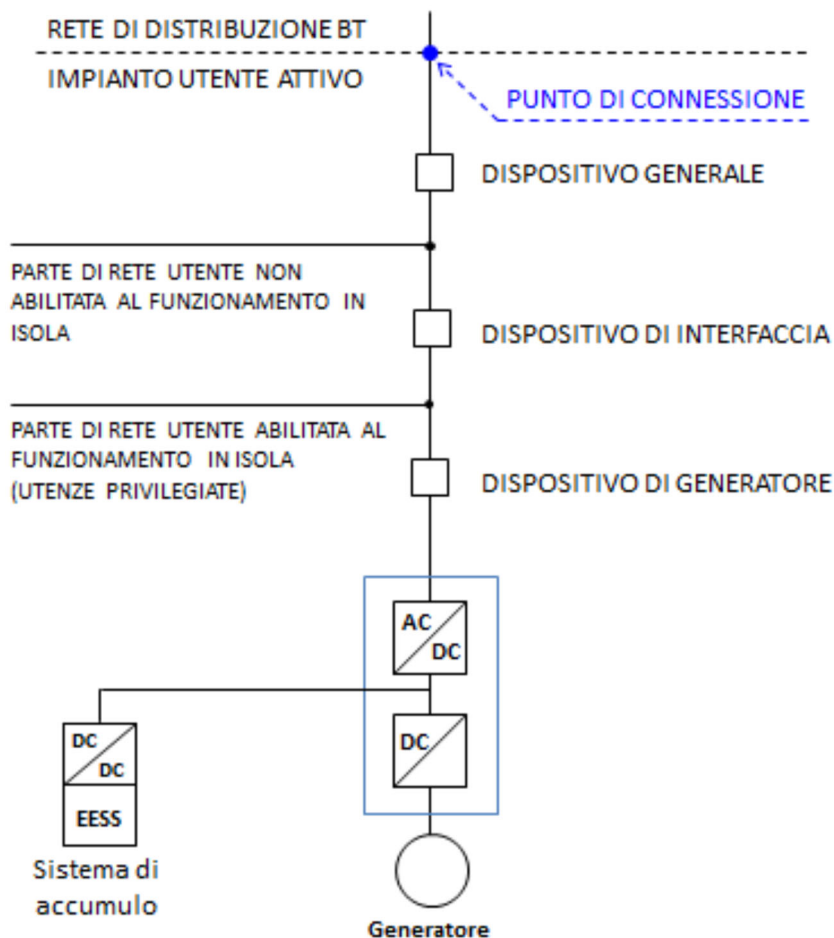 RETE DI DISTRIBUZIONE BT
IMPIANTO UTENTE ATTIVO
PUNTO DI CONNESSIONE
DISPOSITIVO GENERALE
PARTE DI RETE UTENTE NON
ABILITATA AL FUNZIONAMENTO IN
ISOLA
DISPOSITIVO DI INTERFACCIA
PARTE DI RETE UTENTE ABILITATA AL
FUNZIONAMENTO IN ISOLA
(UTENZE PRIVILEGIATE)
DISPOSITIVO DI GENERATORE
AC
DC
DC
DC
DC
EESS
Sistema di
accumulo
Generatore